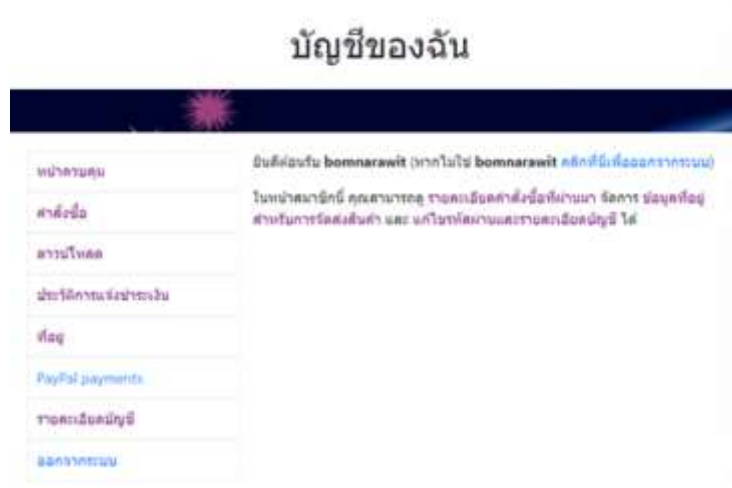 บัญชีของฉัน
หน้าควบคุม
คำสั่งซื้อ
ดาวน์โหลด
ประวัติการแจ้งชำระเงิน
ที่อยู่
PayPal payments
รายละเอียดบัญชี
ออกจากระบบ
ยินดีต้อนรับ bomnarawit (หากไม่ใช่ bomnarawit คลิกที่นี่เพื่อออกจากระบบ)
ในหน้าสมาชิกนี้ คุณสามารถดู รายละเอียดคำสั่งซื้อที่ผ่านมา จัดการ ข้อมูลที่อยู่
สำหรับการจัดส่งสินค้า และ แก้ไขรหัสผ่านและรายละเอียดบัญชี ได้